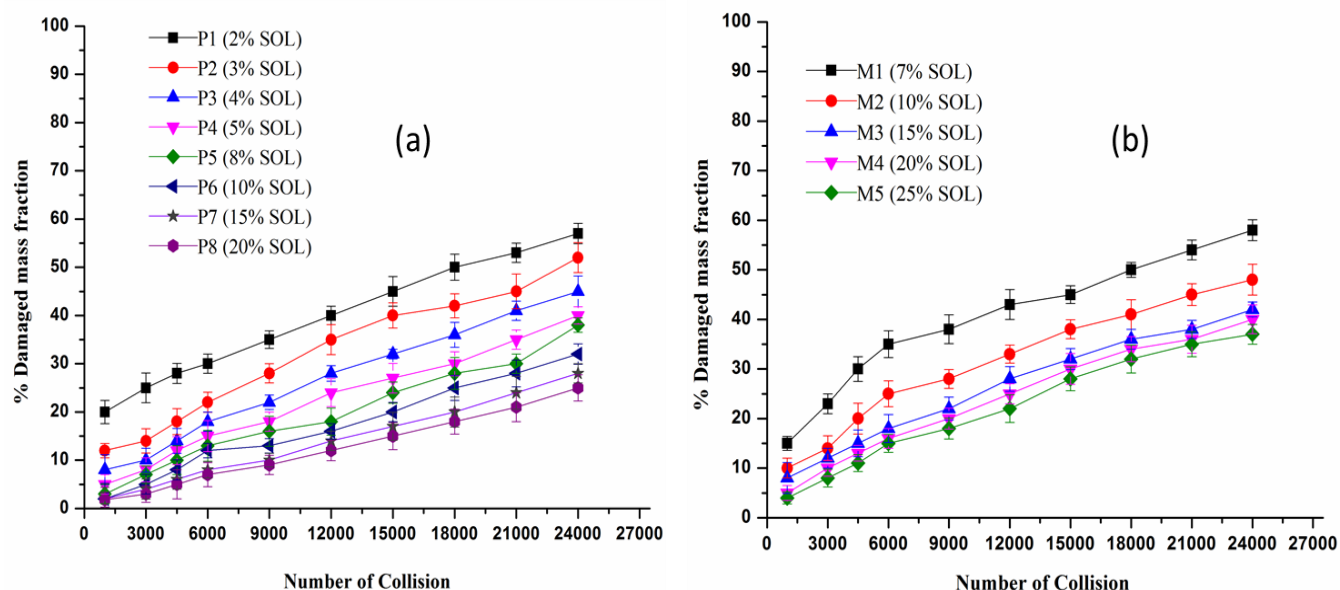 100
90
80
70
60
50
40
30
20
10
0
% Damaged mass fraction
P1 (2% SOL)
P2 (3% SOL)
P3 (4% SOL)
P4 (5% SOL)
P5 (8% SOL)
P6 (10% SOL)
P7 (15% SOL)
P8 (20% SOL)
(a)
0 3000 6000 9000 12000 15000 18000 21000 24000 27000
Number of Collision
100
90
80
70
60
50
40
30
20
10
0
% Damaged mass fraction
M1 (7% SOL)
M2 (10% SOL)
M3 (15% SOL)
M4 (20% SOL)
M5 (25% SOL)
(b)
0 3000 6000 9000 12000 15000 18000 21000 24000 27000
Number of Collision